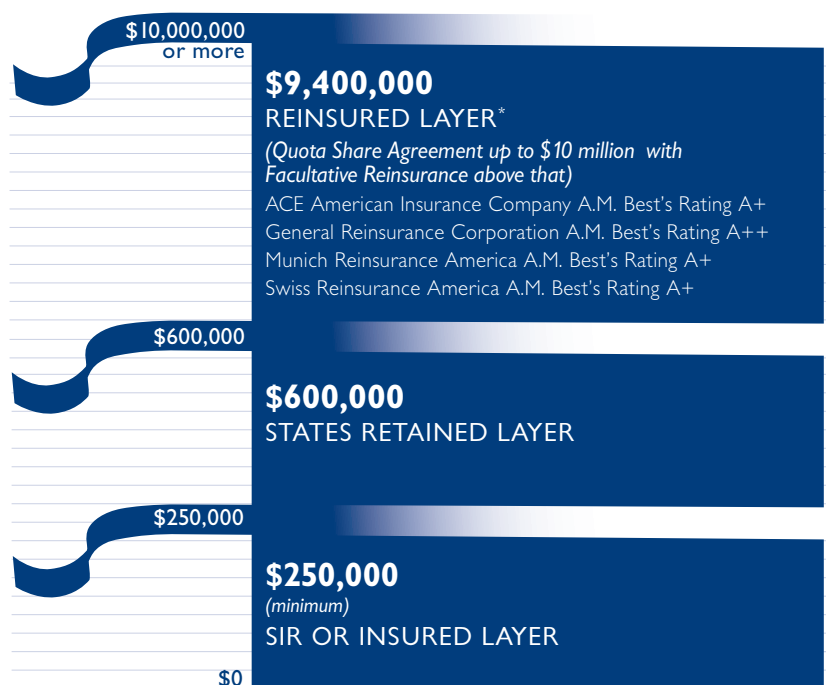 $10,000,000
or more
$9,400,000
REINSURED LAYER*
(Quota Share Agreement up to $10 million with
Facultative Reinsurance above that)
ACE American Insurance Company A.M. Best's Rating A+
General Reinsurance Corporation A.M. Best's Rating A++
Munich Reinsurance America A.M. Best's Rating A+
Swiss Reinsurance America A.M. Best's Rating A+
$600,000
$600,000
STATES RETAINED LAYER
$250,000
$250,000
(minimum)
SIR OR INSURED LAYER
$0